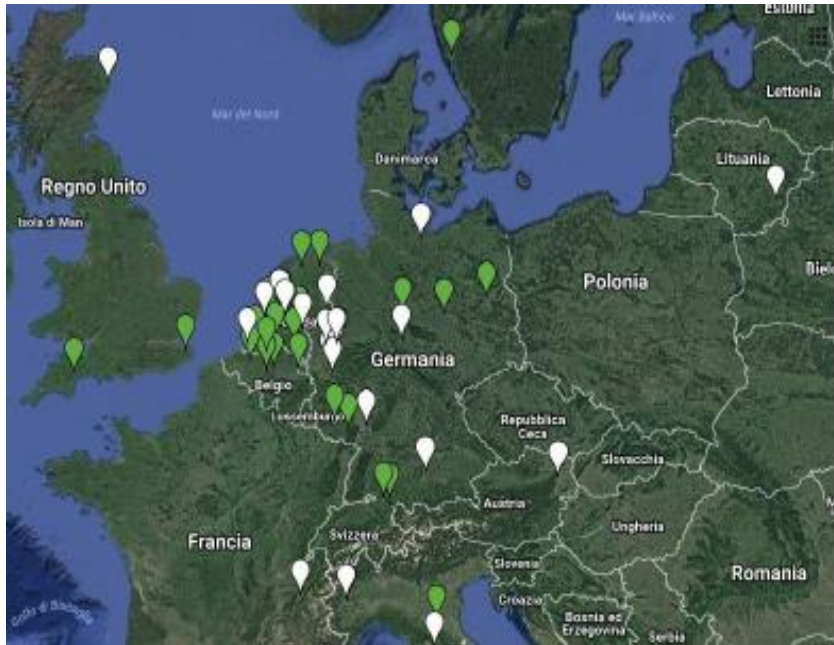 Estonia
Mar Baltico
Lettonia
Mar del Nord
Danimarca
Lituania
Regno Unito
Isola di Man
Polonia
Germania
Belgio
Lussemburgo
Repubblica
Ceca
Slovacchia
Austria
Francia
Svizzera
Ungheria
Slovenia
Romania
Croazia
Bosnia ed
Erzegovina
Serbia
Golfo di Biscaglia